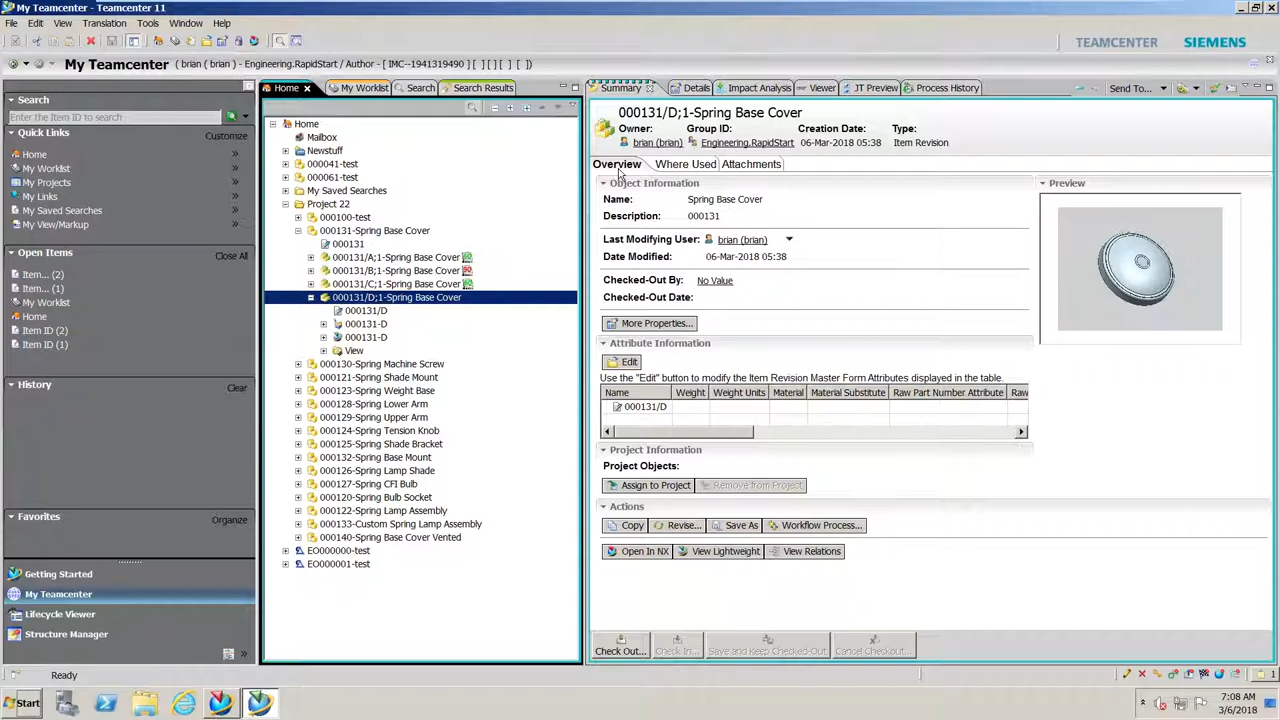 My Teamcenter - Teamcenter 11
File Edit View Translation Tools Window Help
TEAMCENTER SIEMENS
My Teamcenter ( brian ( brian ) - Engineering.RapidStart / Author - [ IMC--1941319490 ] [ ] [ ] [ ] [ ] )
Search
Enter the Item ID to search
Quick Links Customize
Home
My Worklist
My Projects
My Links
My Saved Searches
My View/Markup
Open Items Close All
Item... (2)
Item... (1)
My Worklist
Home
Item ID (2)
Item ID (1)
History Clear
Favorites Organize
Getting Started
My Teamcenter
Lifecycle Viewer
Structure Manager
Home My Worklist Search Search Results
Home
Mailbox
Newstuff
000041-test
000061-test
My Saved Searches
Project 22
000100-test
000131-Spring Base Cover
000131
000131/A;1-Spring Base Cover
000131/B;1-Spring Base Cover
000131/C;1-Spring Base Cover
000131/D;1-Spring Base Cover
000131/D
000131-D
000131-D
View
000130-Spring Machine Screw
000121-Spring Shade Mount
000123-Spring Weight Base
000128-Spring Lower Arm
000129-Spring Upper Arm
000124-Spring Tension Knob
000125-Spring Shade Bracket
000132-Spring Base Mount
000126-Spring Lamp Shade
000127-Spring CFl Bulb
000120-Spring Bulb Socket
000122-Spring Lamp Assembly
000133-Custom Spring Lamp Assembly
000140-Spring Base Cover Vented
EO000000-test
EO000001-test
Summary Details Impact Analysis Viewer JT Preview Process History Send To...
000131/D;1-Spring Base Cover
Owner: Group ID: Creation Date: Type:
brian (brian) Engineering.RapidStart 06-Mar-2018 05:38 Item Revision
Overview Where Used Attachments
Object Information
Name: Spring Base Cover
Description: 000131
Last Modifying User: brian (brian)
Date Modified: 06-Mar-2018 05:38
Checked-Out By: No Value
Checked-Out Date:
More Properties...
Attribute Information
Edit
Use the "Edit" button to modify the Item Revision Master Form Attributes displayed in the table.
Name Weight Weight Units Material Material Substitute Raw Part Number Attribute Raw
000131/D
Project Information
Project Objects:
Assign to Project Remove from Project
Actions
Copy Revise... Save As Workflow Process...
Open In NX View Lightweight View Relations
Preview
Check Out... Check In... Save and Keep Checked-Out Cancel Checkout...
Ready
1
Start
7:08 AM
3/6/2018